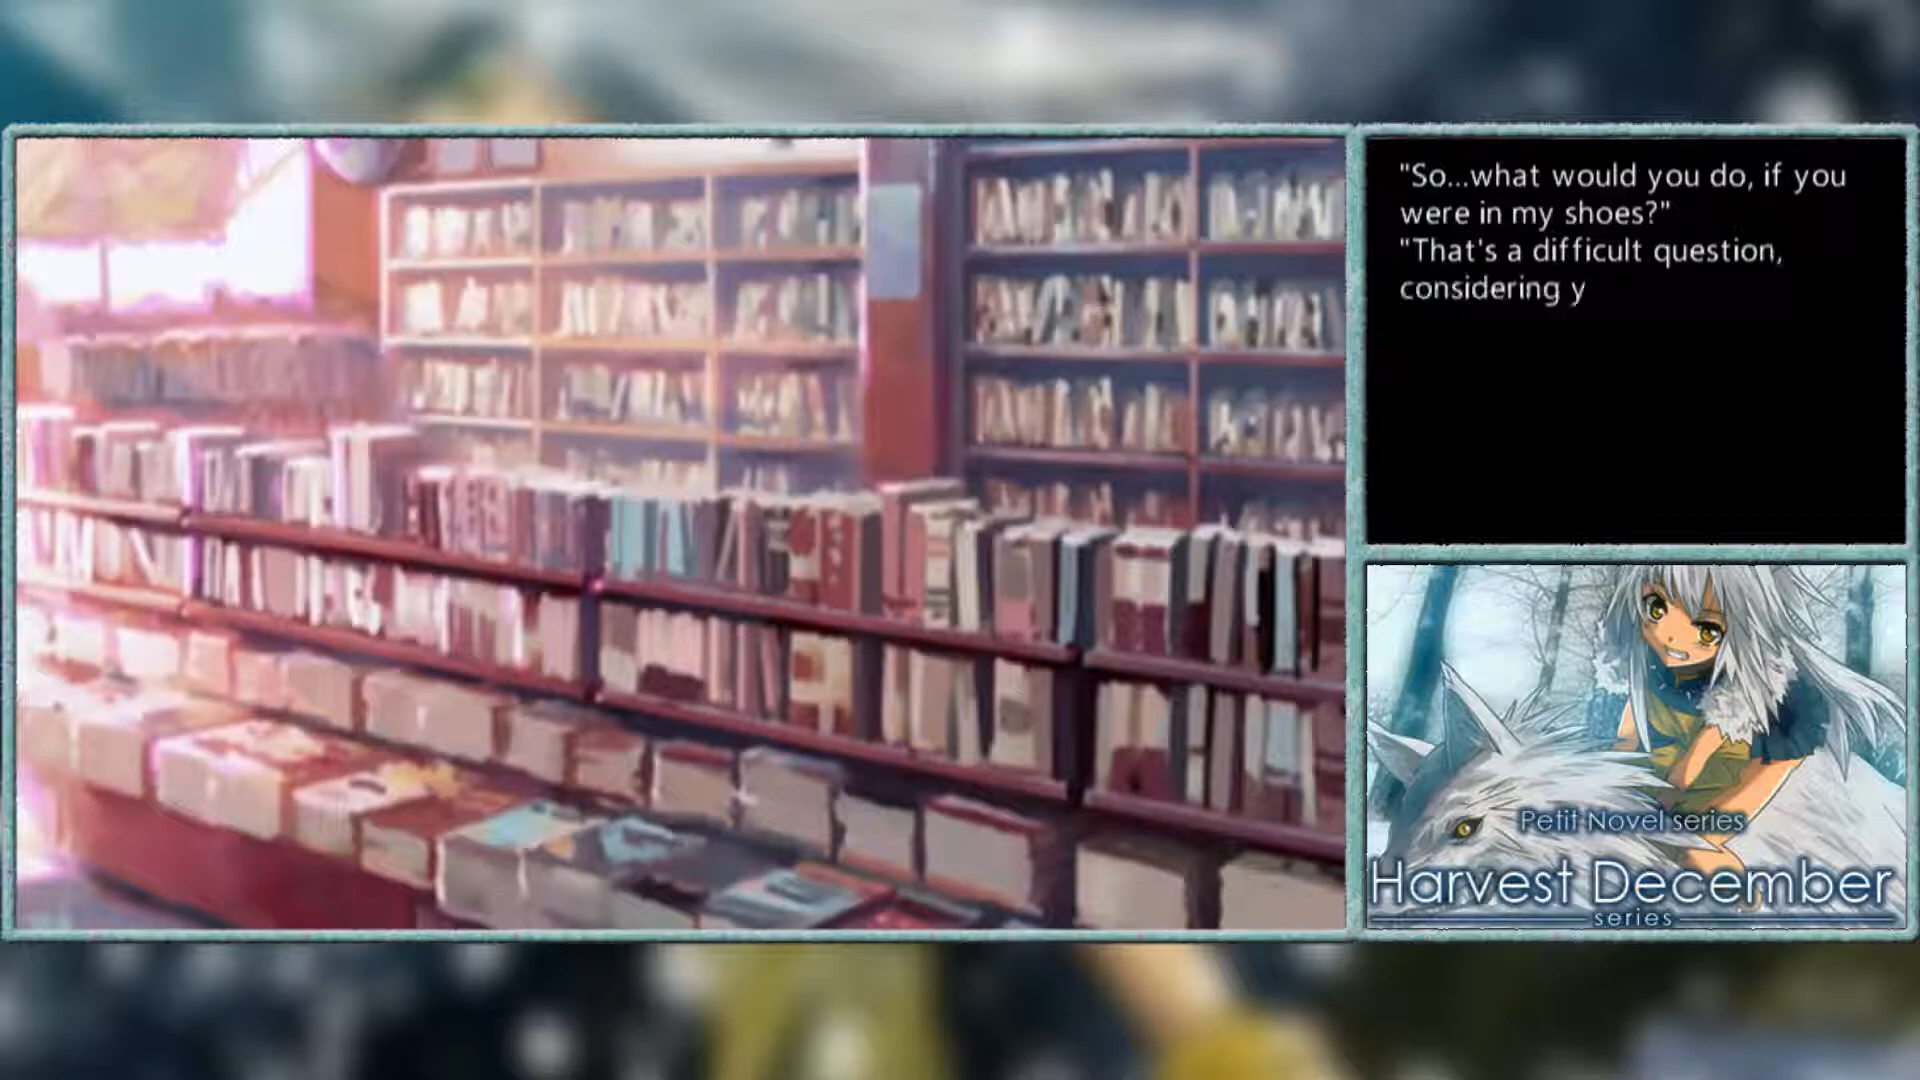 "So...what would you do, if you
were in my shoes?"
"That's a difficult question,
considering y
Petit Novel series
Harvest December
series